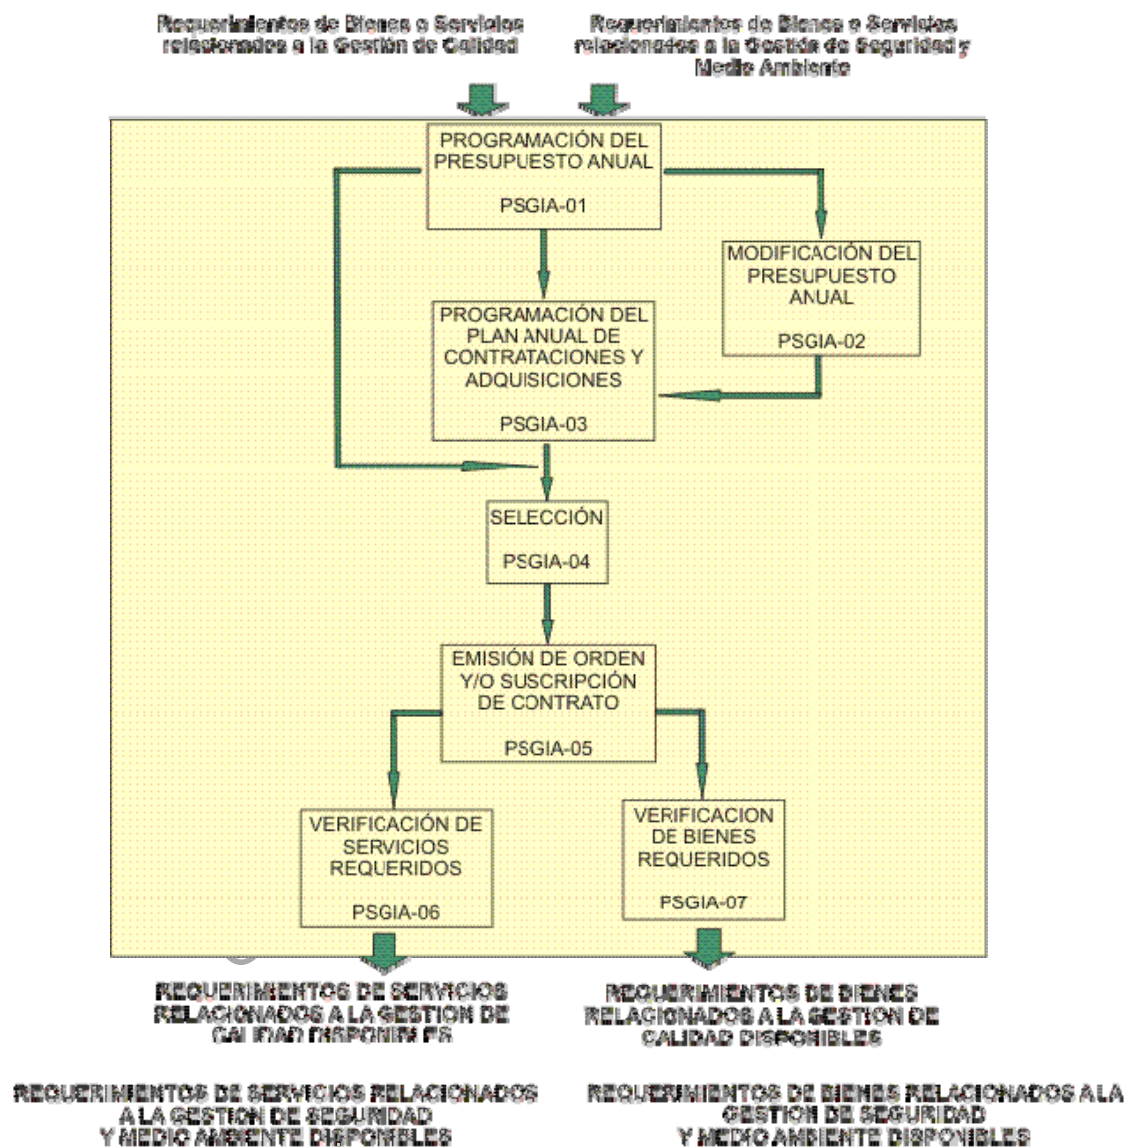 Requerimientos de Bienes o Servicios
relacionados a la Gestión de Calidad
Requerimientos de Bienes o Servicios
relacionados a la Gestión de Seguridad y
Medio Ambiente
PROGRAMACIÓN DEL
PRESUPUESTO ANUAL
PSGIA-01
MODIFICACIÓN DEL
PRESUPUESTO
ANUAL
PSGIA-02
PROGRAMACIÓN DEL
PLAN ANUAL DE
CONTRATACIONES Y
ADQUISICIONES
PSGIA-03
SELECCIÓN
PSGIA-04
EMISIÓN DE ORDEN
Y/O SUSCRIPCIÓN
DE CONTRATO
PSGIA-05
VERIFICACIÓN DE
SERVICIOS
REQUERIDOS
PSGIA-06
VERIFICACION
DE BIENES
REQUERIDOS
PSGIA-07
REQUERIMIENTOS DE SERVICIOS
RELACIONADOS A LA GESTION DE
CALIDAD DISPONIBLES
REQUERIMIENTOS DE BIENES
RELACIONADOS A LA GESTION DE
CALIDAD DISPONIBLES
REQUERIMIENTOS DE SERVICIOS RELACIONADOS
A LA GESTION DE SEGURIDAD
Y MEDIO AMBIENTE DISPONIBLES
REQUERIMIENTOS DE BIENES RELACIONADOS A LA
GESTION DE SEGURIDAD
Y MEDIO AMBIENTE DISPONIBLES